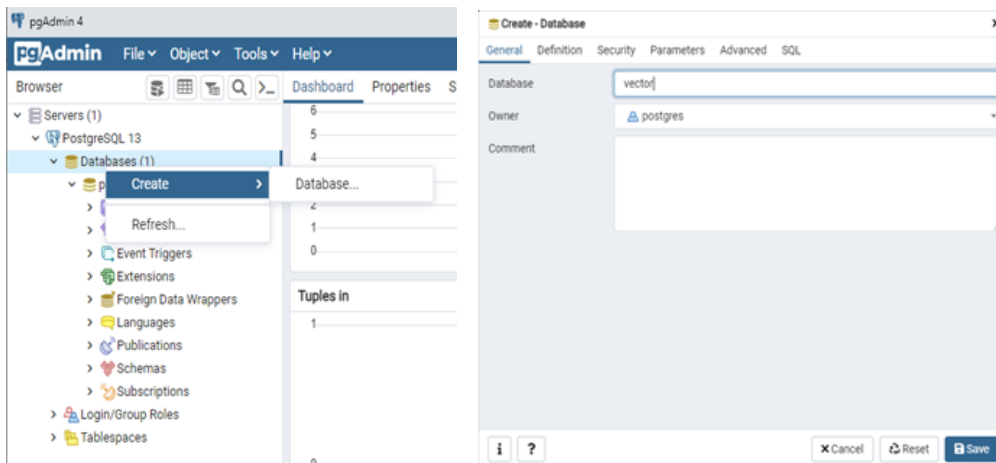 pgAdmin 4
pgAdmin File Object Tools Help
Browser
Dashboard Properties S
Servers (1)
PostgreSQL 13
Databases (1)
p
Create
Database...
Refresh...
Event Triggers
Extensions
Foreign Data Wrappers
Languages
Publications
Schemas
Subscriptions
Login/Group Roles
Tablespaces
6
5
4
2
1
0
Tuples in
1
0
Create - Database
General Definition Security Parameters Advanced SQL
Database vector
Owner postgres
Comment
i ? Cancel Reset Save